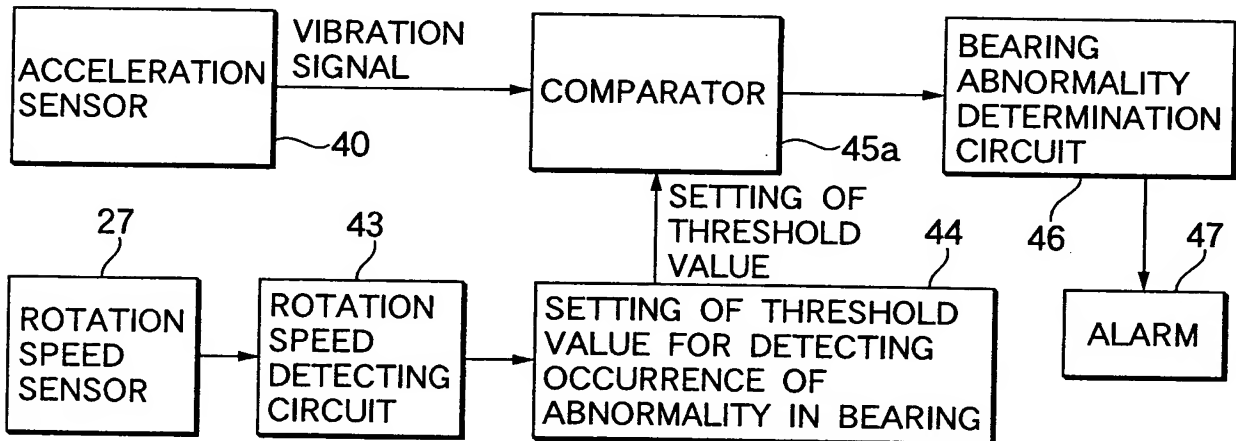 ACCELERATION
SENSOR
40
VIBRATION
SIGNAL
COMPARATOR
45a
BEARING
ABNORMALITY
DETERMINATION
CIRCUIT
46
SETTING OF
THRESHOLD
VALUE
27
ROTATION
SPEED
SENSOR
43
ROTATION
SPEED
DETECTING
CIRCUIT
44
SETTING OF THRESHOLD
VALUE FOR DETECTING
OCCURRENCE OF
ABNORMALITY IN BEARING
47
ALARM